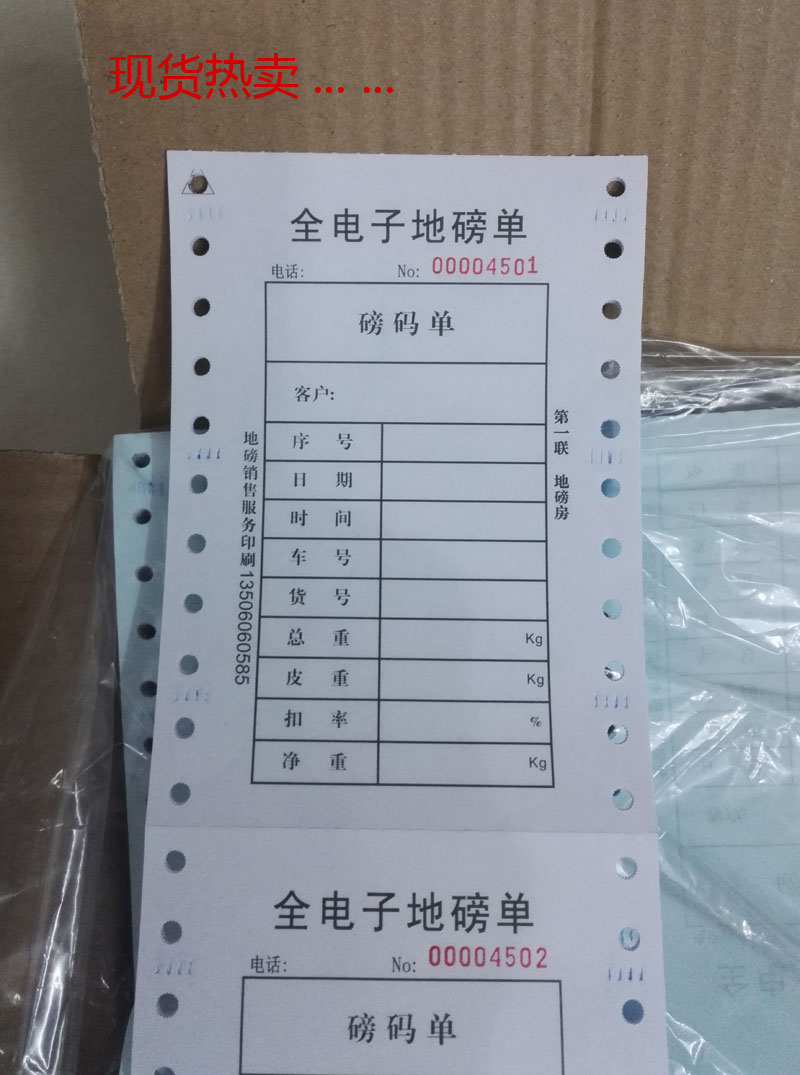 现货热卖... ...
全电子地磅单
电话: No: 00004501
磅码单
客户:
序 号
日 期
时 间
车 号
货 号
总 重 Kg
皮 重 Kg
扣 率 %
净 重 Kg
地磅销售服务印刷13506060585
第一联 地磅房
全电子地磅单
电话: No: 00004502
磅码单